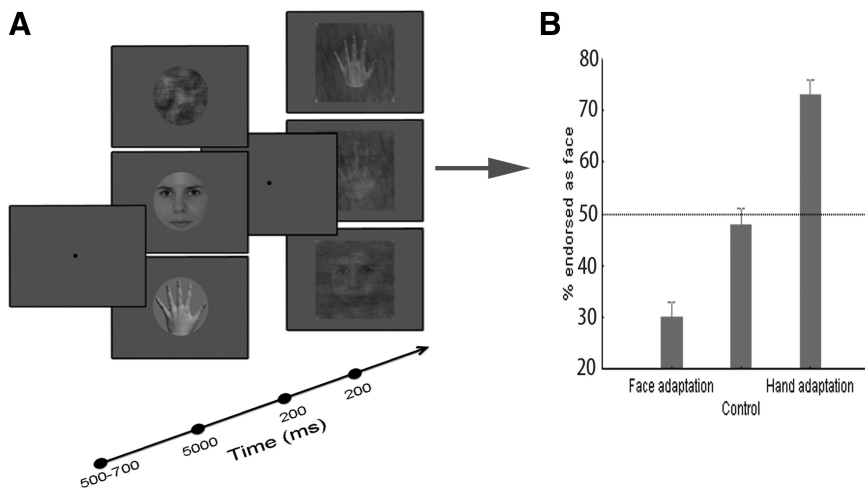 A
500-700
5000
200
200
Time (ms)
B
% endorsed as face
80
70
60
50
40
30
20
Face adaptation
Control
Hand adaptation